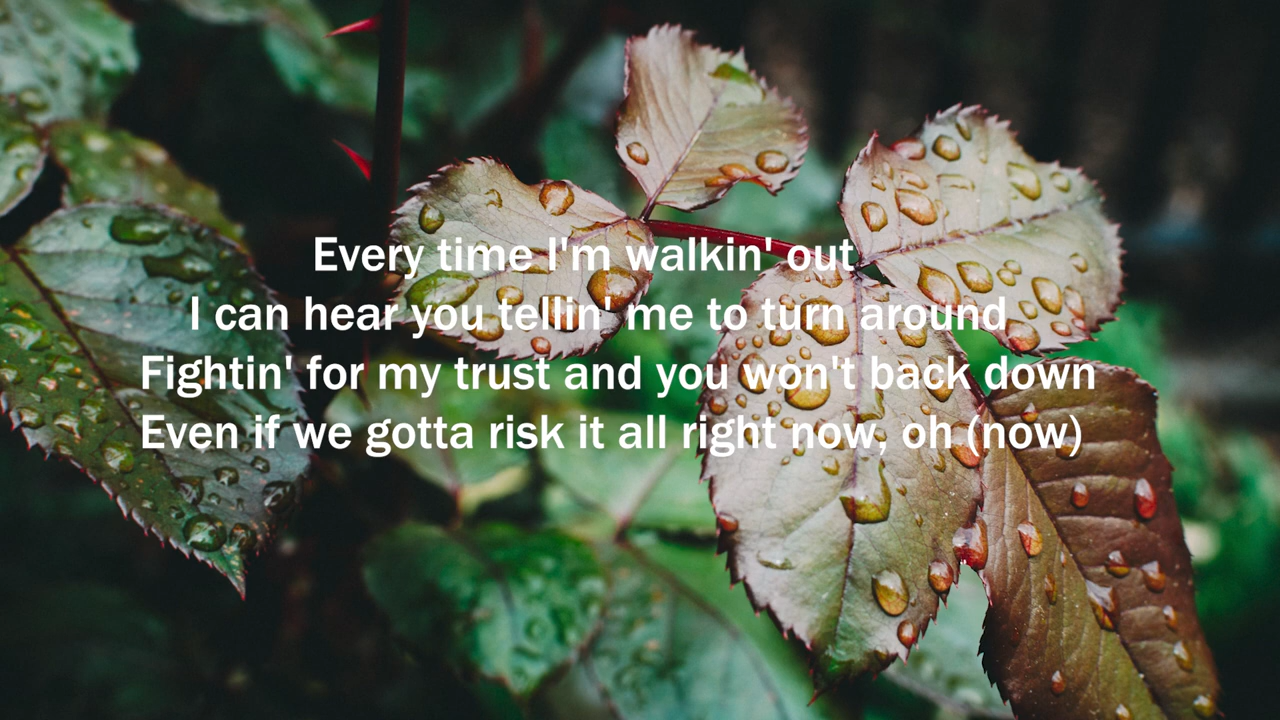 Every time I'm walkin' out
I can hear you tellin' me to turn around
Fightin' for my trust and you won't back down
Even if we gotta risk it all right now, oh (now)